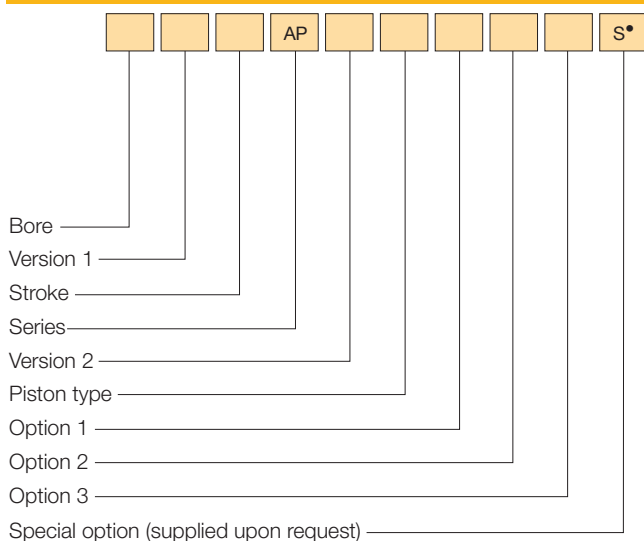 AP S•
Bore
Version 1
Stroke
Series
Version 2
Piston type
Option 1
Option 2
Option 3
Special option (supplied upon request)